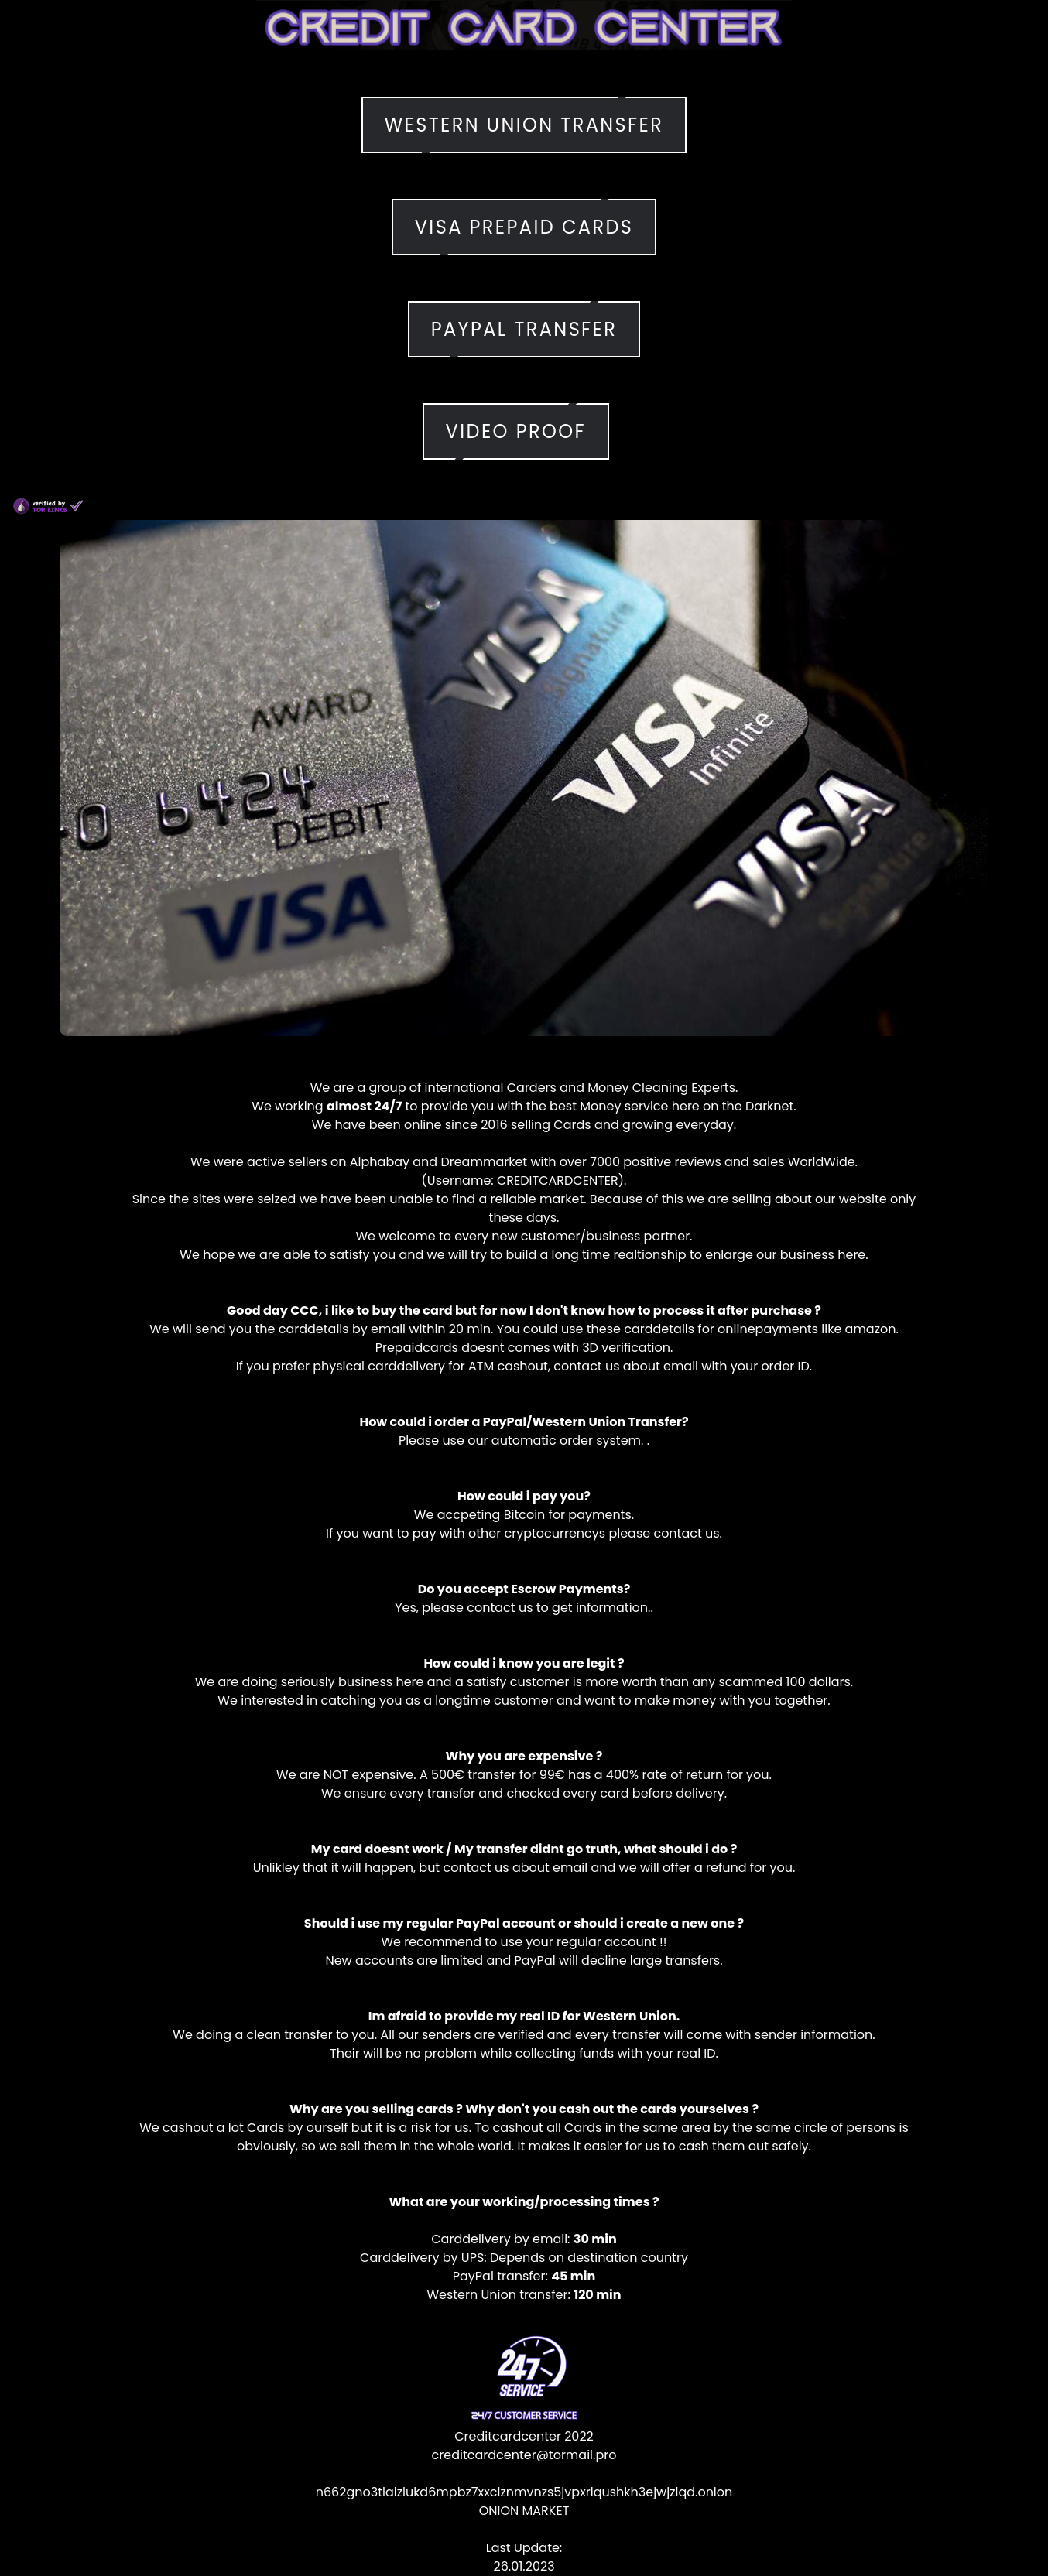 CREDIT CARD CENTER
WESTERN UNION TRANSFER
VISA PREPAID CARDS
PAYPAL TRANSFER
VIDEO PROOF
verified by
TOR LINKS
AWARD
0 6424
DEBIT
VISA
VISA
Signature
VISA
Infinite
VISA
Signature
We are a group of international Carders and Money Cleaning Experts.
We working almost 24/7 to provide you with the best Money service here on the Darknet.
We have been online since 2016 selling Cards and growing everyday.
We were active sellers on Alphabay and Dreammarket with over 7000 positive reviews and sales WorldWide.
(Username: CREDITCARDCENTER).
Since the sites were seized we have been unable to find a reliable market. Because of this we are selling about our website only
these days.
We welcome to every new customer/business partner.
We hope we are able to satisfy you and we will try to build a long time realtionship to enlarge our business here.
Good day CCC, i like to buy the card but for now I don't know how to process it after purchase ?
We will send you the carddetails by email within 20 min. You could use these carddetails for onlinepayments like amazon.
Prepaidcards doesnt comes with 3D verification.
If you prefer physical carddelivery for ATM cashout, contact us about email with your order ID.
How could i order a PayPal/Western Union Transfer?
Please use our automatic order system. .
How could i pay you?
We accpeting Bitcoin for payments.
If you want to pay with other cryptocurrencys please contact us.
Do you accept Escrow Payments?
Yes, please contact us to get information..
How could i know you are legit ?
We are doing seriously business here and a satisfy customer is more worth than any scammed 100 dollars.
We interested in catching you as a longtime customer and want to make money with you together.
Why you are expensive ?
We are NOT expensive. A 500€ transfer for 99€ has a 400% rate of return for you.
We ensure every transfer and checked every card before delivery.
My card doesnt work / My transfer didnt go truth, what should i do ?
Unlikley that it will happen, but contact us about email and we will offer a refund for you.
Should i use my regular PayPal account or should i create a new one ?
We recommend to use your regular account !!
New accounts are limited and PayPal will decline large transfers.
Im afraid to provide my real ID for Western Union.
We doing a clean transfer to you. All our senders are verified and every transfer will come with sender information.
Their will be no problem while collecting funds with your real ID.
Why are you selling cards ? Why don't you cash out the cards yourselves ?
We cashout a lot Cards by ourself but it is a risk for us. To cashout all Cards in the same area by the same circle of persons is
obviously, so we sell them in the whole world. It makes it easier for us to cash them out safely.
What are your working/processing times ?
Carddelivery by email: 30 min
Carddelivery by UPS: Depends on destination country
PayPal transfer: 45 min
Western Union transfer: 120 min
247
SERVICE
24/7 CUSTOMER SERVICE
Creditcardcenter 2022
creditcardcenter@tormail.pro
n662gno3tialzlukd6mpbz7xxclznmvnzs5jvpxrlqushkh3ejwjzlqd.onion
ONION MARKET
Last Update:
26.01.2023